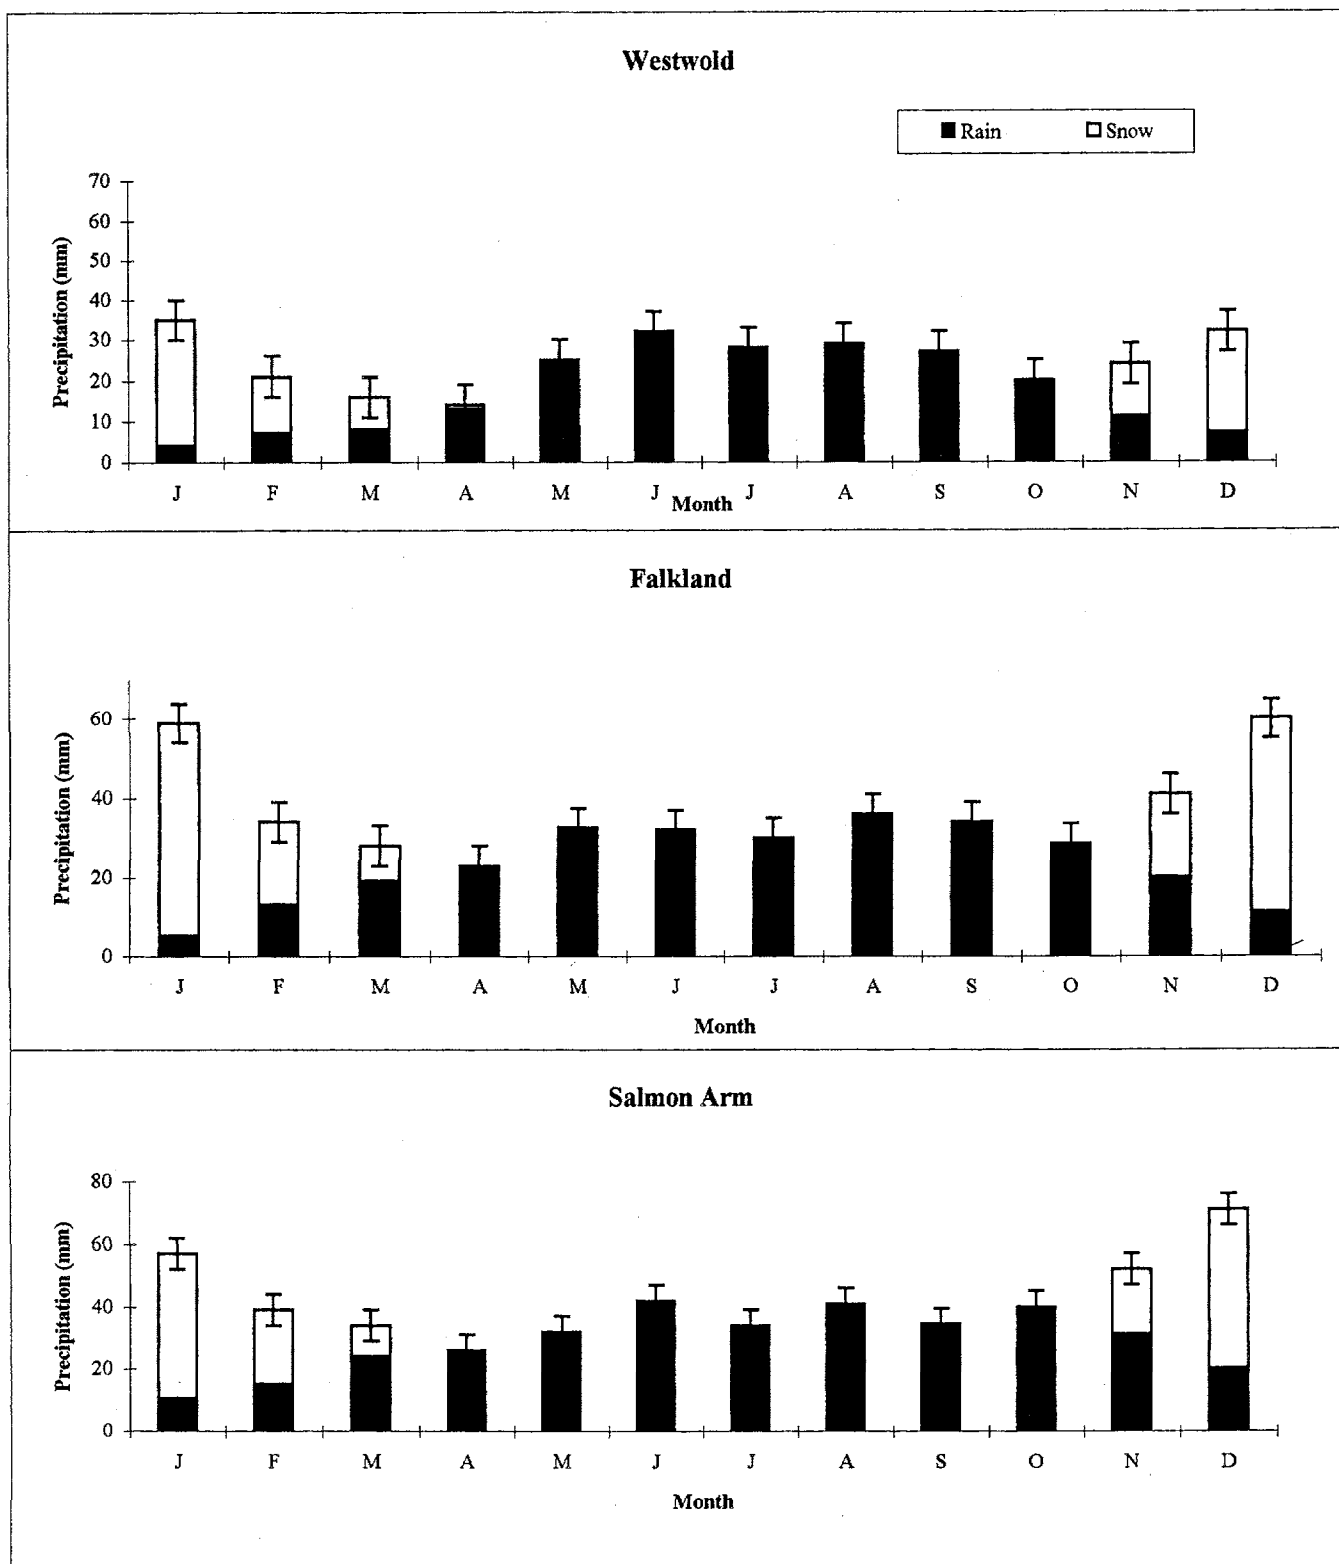 Westwold
Rain Snow
70
60
50
40
30
20
10
0
Precipitation (mm)
J F M A M J J A S O N D
Month
Falkland
60
40
20
0
Precipitation (mm)
J F M A M J J A S O N D
Month
Salmon Arm
80
60
40
20
0
Precipitation (mm)
J F M A M J J A S O N D
Month